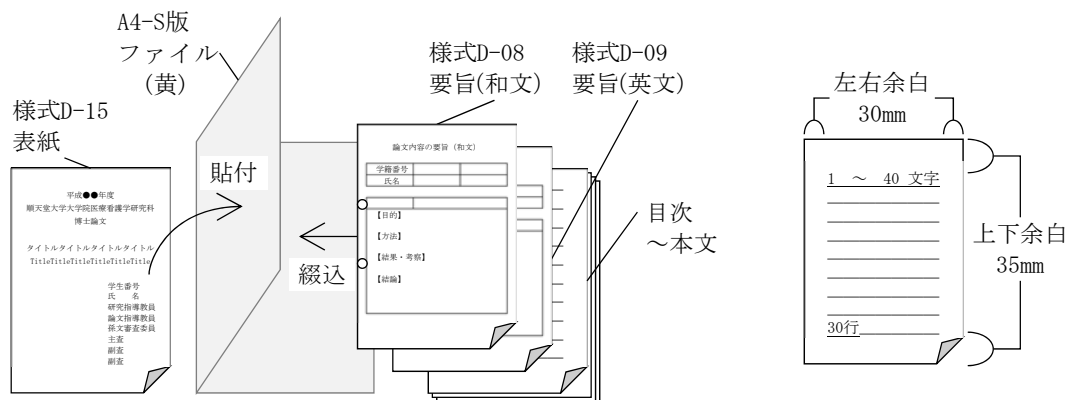 A4-S版
ファイル
(黄)
様式D-15
表紙
平成●●年度
順天堂大学大学院医療看護学研究科
博士論文
タイトルタイトルタイトルタイトル
TitleTitleTitleTitleTitleTitle
学生番号
氏　名
研究指導教員
論文指導教員
孫文審査委員
主査
副査
副査
貼付
綴込
様式D-08
要旨(和文)
論文内容の要旨（和文）
学籍番号
氏名
【目的】
【方法】
【結果・考察】
【結論】
様式D-09
要旨(英文)
目次
～本文
左右余白
30mm
1　～　40 文字
30行
上下余白
35mm